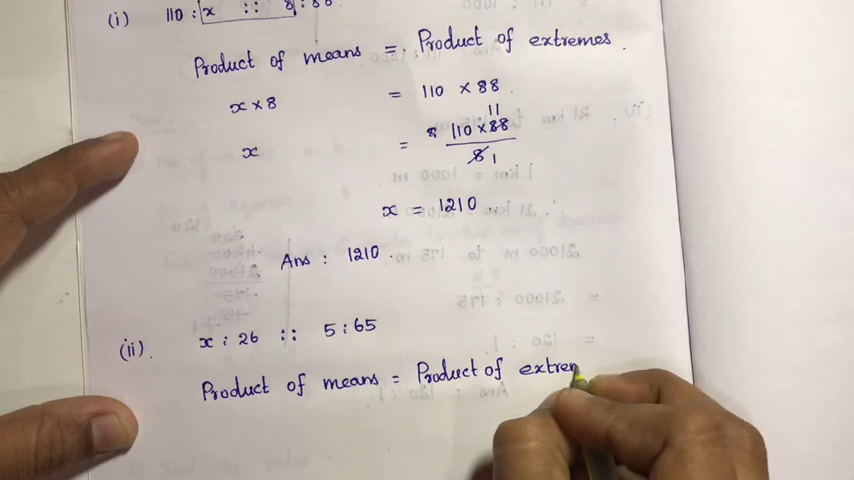 (i) 110 : x :: 8 : 88
Product of means = Product of extremes.
x × 8 = 110 × 88
11
x = 110 × 88
8 1
x = 1210.
Ans : 1210.
(ii). x : 26 :: 5 : 65
Product of means = Product of extrem